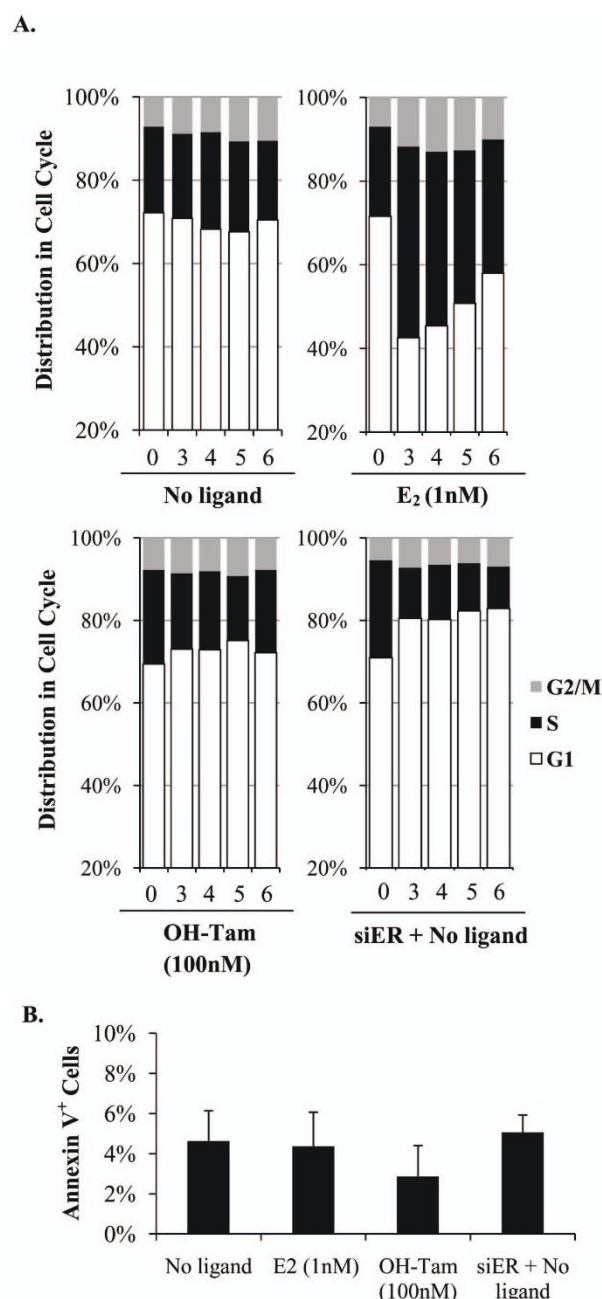 A.
Distribution in Cell Cycle
100%
80%
60%
40%
20%
0 3 4 5 6
No ligand
100%
80%
60%
40%
20%
0 3 4 5 6
E₂ (1nM)
Distribution in Cell Cycle
100%
80%
60%
40%
20%
0 3 4 5 6
OH-Tam
(100nM)
100%
80%
60%
40%
20%
0 3 4 5 6
siER + No ligand
G2/M
S
G1
B.
Annexin V⁺ Cells
10%
8%
6%
4%
2%
0%
No ligand
E2 (1nM)
OH-Tam
(100nM)
siER + No
ligand